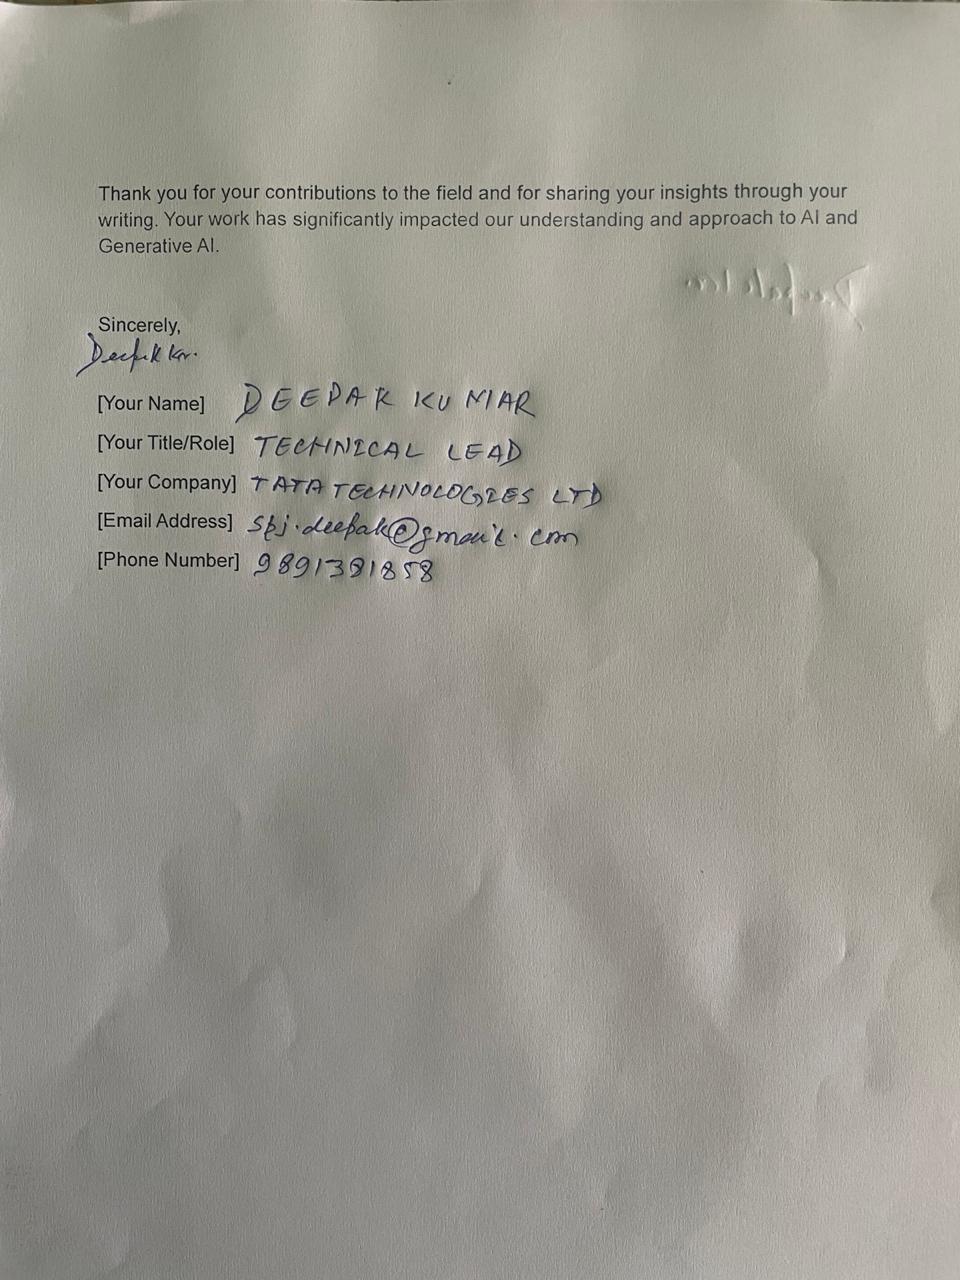 Thank you for your contributions to the field and for sharing your insights through your
writing. Your work has significantly impacted our understanding and approach to AI and
Generative AI.
Sincerely,
Deepak Kr.
[Your Name] DEEPAK KUMAR
[Your Title/Role] TECHNICAL LEAD
[Your Company] TATA TECHNOLOGIES LTD
[Email Address] spj.deepak@gmail.com
[Phone Number] 9891391858